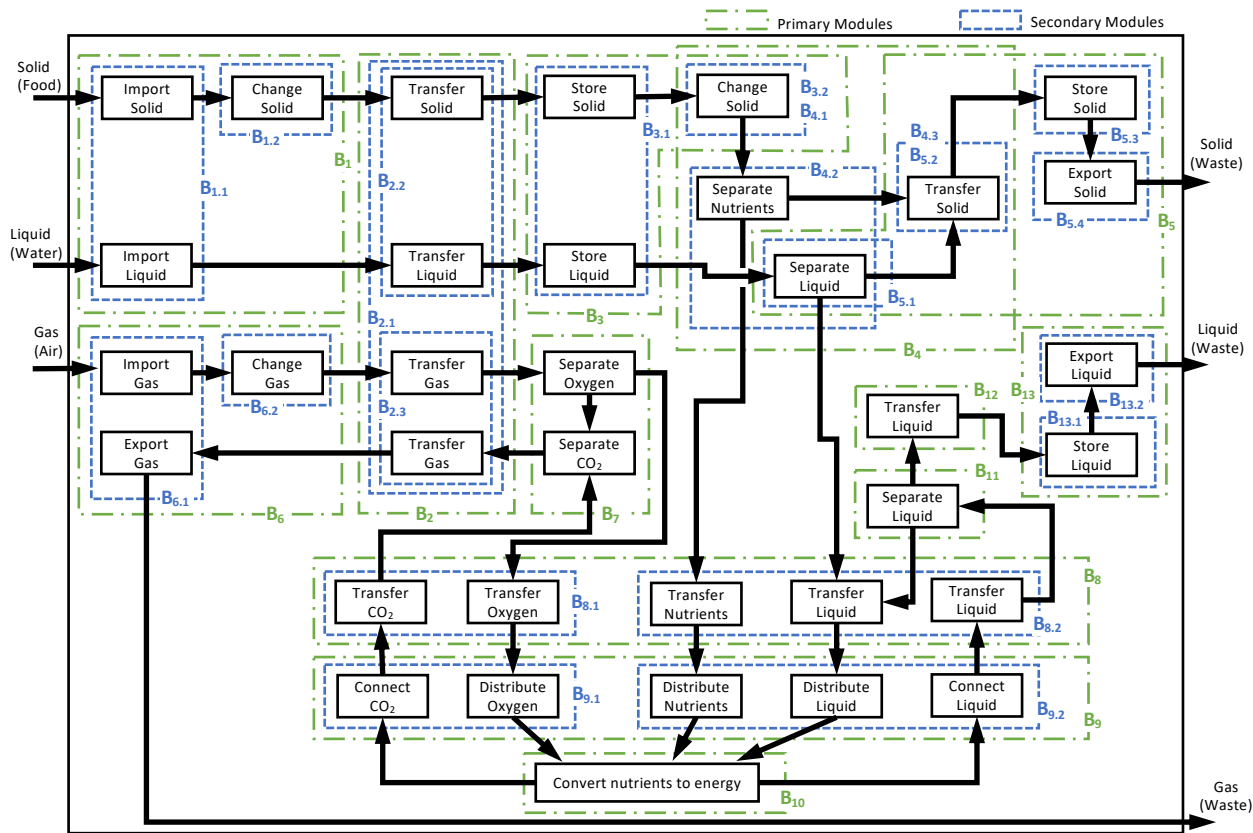 Primary Modules
Secondary Modules
Solid
(Food)
Import
Solid
Change
Solid
B1.2
B1.1
B1
Transfer
Solid
B2.2
Store
Solid
B3.1
Change
Solid
B3.2
B4.1
Store
Solid
B5.3
B4.3
B5.2
Solid
(Waste)
Separate
Nutrients
B4.2
Transfer
Solid
Export
Solid
B5.4
B5
Liquid
(Water)
Import
Liquid
Transfer
Liquid
Store
Liquid
Separate
Liquid
B5.1
B3
B2.1
B4
Gas
(Air)
Import
Gas
Change
Gas
B6.2
Transfer
Gas
B2.3
Separate
Oxygen
Export
Liquid
B13.2
Liquid
(Waste)
B12
B13
Transfer
Liquid
B13.1
Store
Liquid
Export
Gas
B6.1
B6
Transfer
Gas
B2
Separate
CO2
B7
B11
Separate
Liquid
Transfer
CO2
Transfer
Oxygen
B8.1
Transfer
Nutrients
Transfer
Liquid
Transfer
Liquid
B8.2
B8
Connect
CO2
Distribute
Oxygen
B9.1
Distribute
Nutrients
Distribute
Liquid
Connect
Liquid
B9.2
B9
Convert nutrients to energy
B10
Gas
(Waste)